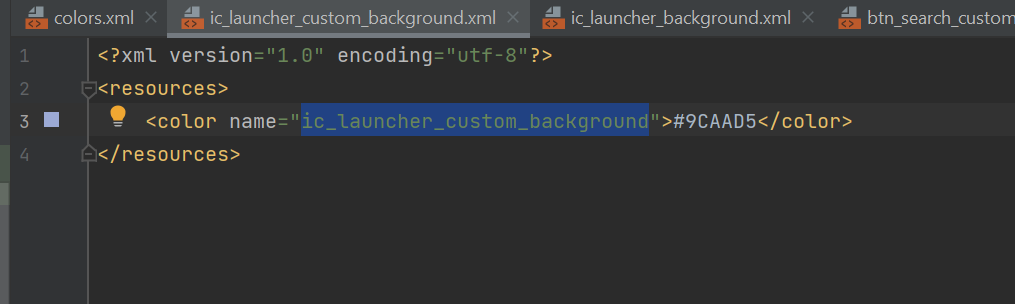 colors.xml ic_launcher_custom_background.xml ic_launcher_background.xml btn_search_custom
1 <?xml version="1.0" encoding="utf-8"?>
2 <resources>
3 <color name="ic_launcher_custom_background">#9CAAD5</color>
4 </resources>